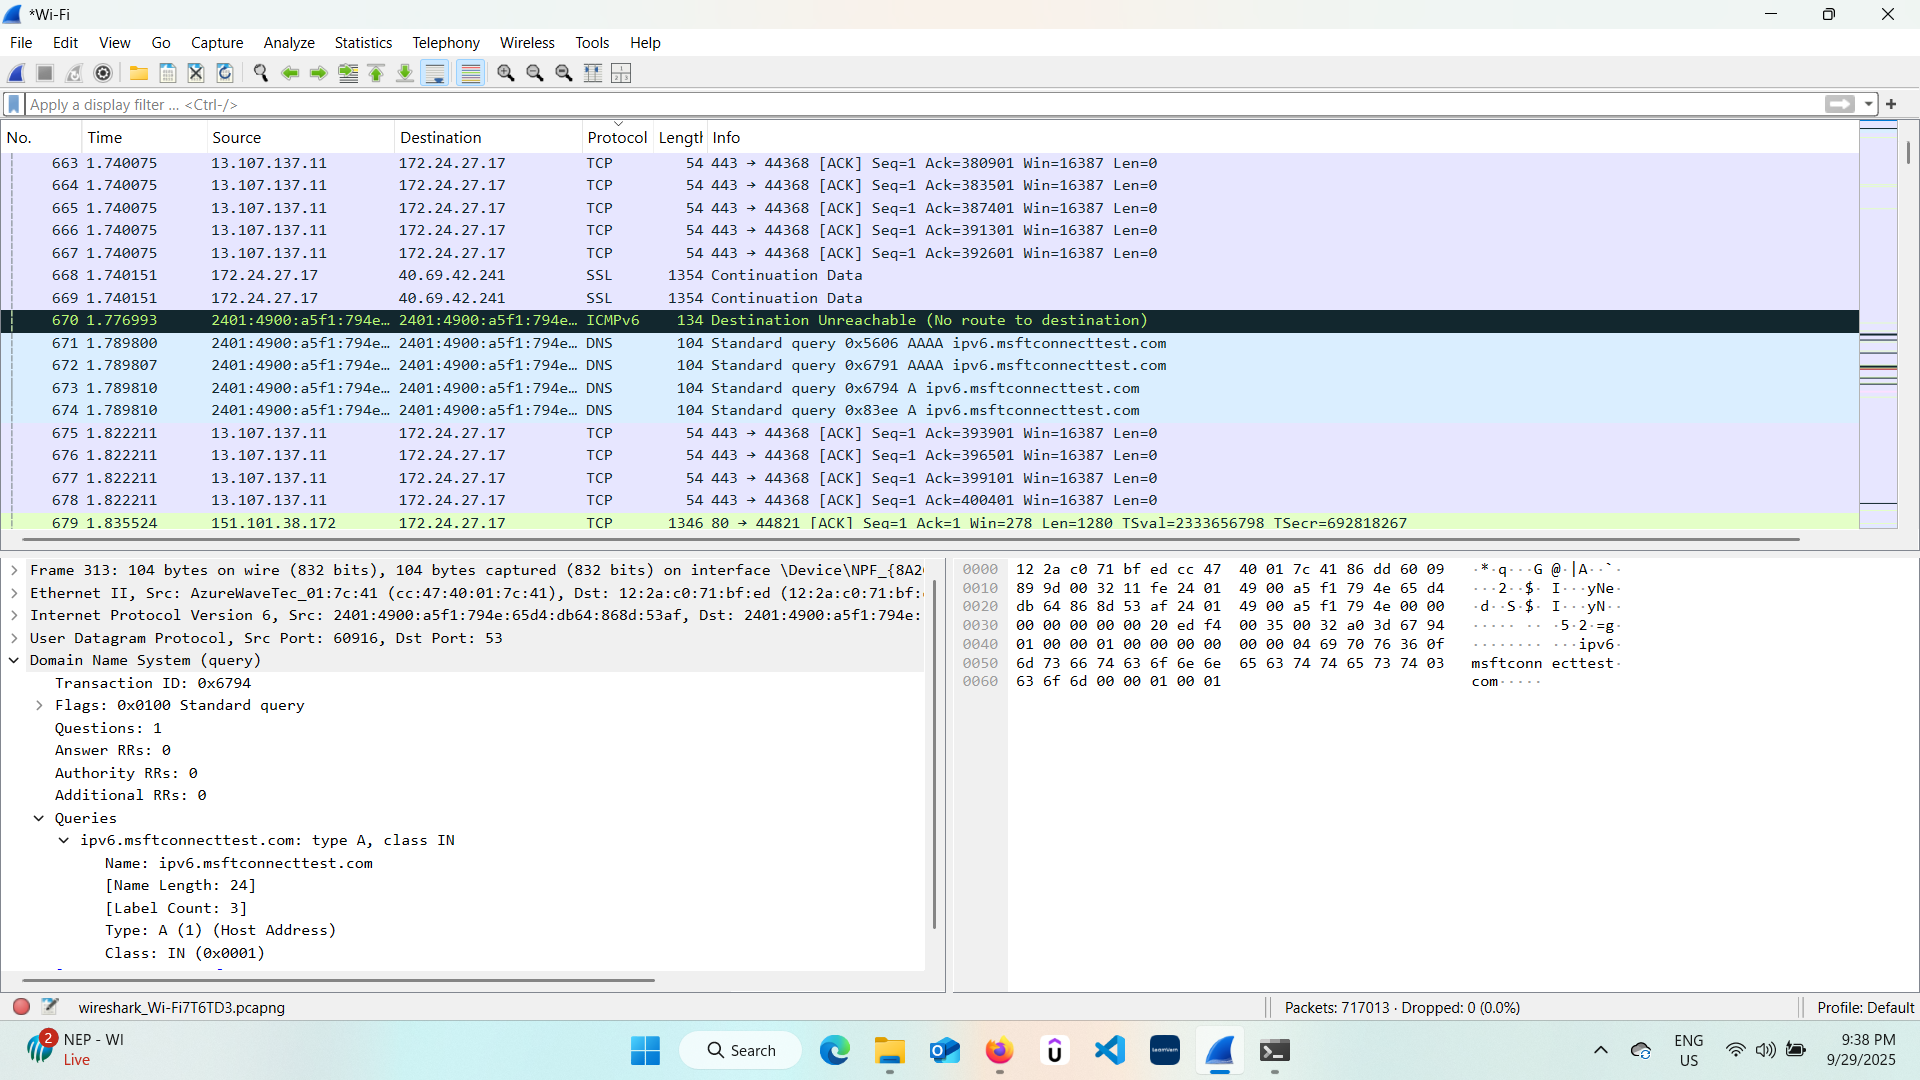 *Wi-Fi
File Edit View Go Capture Analyze Statistics Telephony Wireless Tools Help
Apply a display filter … <Ctrl-/>
No. Time Source Destination Protocol Length Info
663 1.740075 13.107.137.11 172.24.27.17 TCP 54 443 → 44368 [ACK] Seq=1 Ack=380901 Win=16387 Len=0
664 1.740075 13.107.137.11 172.24.27.17 TCP 54 443 → 44368 [ACK] Seq=1 Ack=383501 Win=16387 Len=0
665 1.740075 13.107.137.11 172.24.27.17 TCP 54 443 → 44368 [ACK] Seq=1 Ack=387401 Win=16387 Len=0
666 1.740075 13.107.137.11 172.24.27.17 TCP 54 443 → 44368 [ACK] Seq=1 Ack=391301 Win=16387 Len=0
667 1.740075 13.107.137.11 172.24.27.17 TCP 54 443 → 44368 [ACK] Seq=1 Ack=392601 Win=16387 Len=0
668 1.740151 172.24.27.17 40.69.42.241 SSL 1354 Continuation Data
669 1.740151 172.24.27.17 40.69.42.241 SSL 1354 Continuation Data
670 1.776993 2401:4900:a5f1:794e… 2401:4900:a5f1:794e… ICMPv6 134 Destination Unreachable (No route to destination)
671 1.789800 2401:4900:a5f1:794e… 2401:4900:a5f1:794e… DNS 104 Standard query 0x5606 AAAA ipv6.msftconnecttest.com
672 1.789807 2401:4900:a5f1:794e… 2401:4900:a5f1:794e… DNS 104 Standard query 0x6791 AAAA ipv6.msftconnecttest.com
673 1.789810 2401:4900:a5f1:794e… 2401:4900:a5f1:794e… DNS 104 Standard query 0x6794 A ipv6.msftconnecttest.com
674 1.789810 2401:4900:a5f1:794e… 2401:4900:a5f1:794e… DNS 104 Standard query 0x83ee A ipv6.msftconnecttest.com
675 1.822211 13.107.137.11 172.24.27.17 TCP 54 443 → 44368 [ACK] Seq=1 Ack=393901 Win=16387 Len=0
676 1.822211 13.107.137.11 172.24.27.17 TCP 54 443 → 44368 [ACK] Seq=1 Ack=396501 Win=16387 Len=0
677 1.822211 13.107.137.11 172.24.27.17 TCP 54 443 → 44368 [ACK] Seq=1 Ack=399101 Win=16387 Len=0
678 1.822211 13.107.137.11 172.24.27.17 TCP 54 443 → 44368 [ACK] Seq=1 Ack=400401 Win=16387 Len=0
679 1.835524 151.101.38.172 172.24.27.17 TCP 1346 80 → 44821 [ACK] Seq=1 Ack=1 Win=278 Len=1280 TSval=2333656798 TSecr=692818267
Frame 313: 104 bytes on wire (832 bits), 104 bytes captured (832 bits) on interface \Device\NPF_{8A2
Ethernet II, Src: AzureWaveTec_01:7c:41 (cc:47:40:01:7c:41), Dst: 12:2a:c0:71:bf:ed (12:2a:c0:71:bf:
Internet Protocol Version 6, Src: 2401:4900:a5f1:794e:65d4:db64:868d:53af, Dst: 2401:4900:a5f1:794e:
User Datagram Protocol, Src Port: 60916, Dst Port: 53
Domain Name System (query)
Transaction ID: 0x6794
Flags: 0x0100 Standard query
Questions: 1
Answer RRs: 0
Authority RRs: 0
Additional RRs: 0
Queries
ipv6.msftconnecttest.com: type A, class IN
Name: ipv6.msftconnecttest.com
[Name Length: 24]
[Label Count: 3]
Type: A (1) (Host Address)
Class: IN (0x0001)
0000 12 2a c0 71 bf ed cc 47 40 01 7c 41 86 dd 60 09 ·*·q···G @·|A··`·
0010 89 9d 00 32 11 fe 24 01 49 00 a5 f1 79 4e 65 d4 ···2··$· I···yNe·
0020 db 64 86 8d 53 af 24 01 49 00 a5 f1 79 4e 00 00 ·d··S·$· I···yN··
0030 00 00 00 00 00 20 ed f4 00 35 00 32 a0 3d 67 94 ····· ·· ·5·2·=g·
0040 01 00 00 01 00 00 00 00 00 00 04 69 70 76 36 0f ········ ···ipv6·
0050 6d 73 66 74 63 6f 6e 6e 65 63 74 74 65 73 74 03 msftconn ecttest·
0060 63 6f 6d 00 00 01 00 01 com·····
wireshark_Wi-Fi7T6TD3.pcapng Packets: 717013 · Dropped: 0 (0.0%) Profile: Default
2 NEP - WI
Live
Search
ENG
US
9:38 PM
9/29/2025